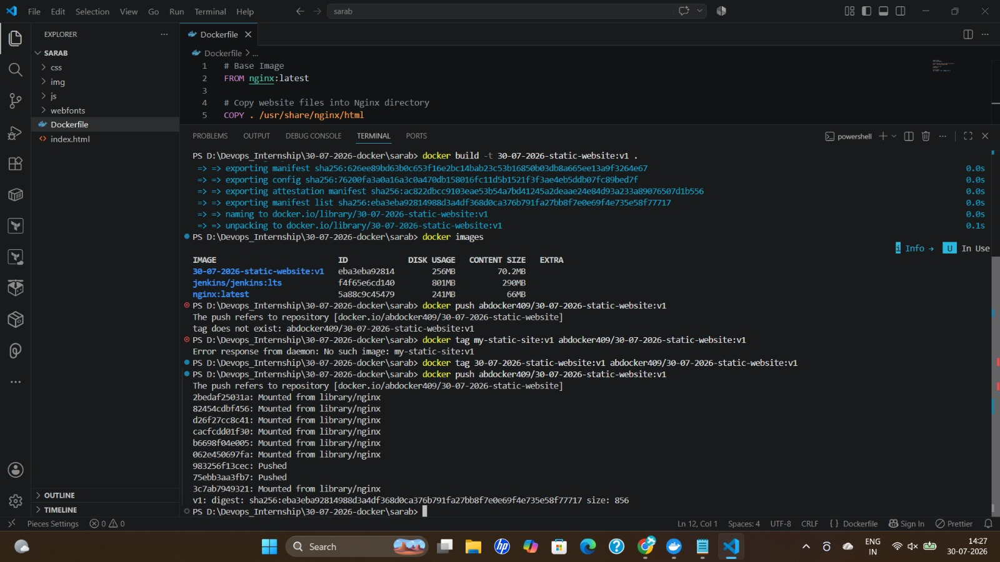 File Edit Selection View Go Run Terminal Help
sarab
EXPLORER
SARAB
css
img
js
webfonts
Dockerfile
index.html
OUTLINE
TIMELINE
Dockerfile
Dockerfile > ...
1 # Base Image
2 FROM nginx:latest
3
4 # Copy website files into Nginx directory
5 COPY . /usr/share/nginx/html
PROBLEMS OUTPUT DEBUG CONSOLE TERMINAL PORTS
powershell
PS D:\Devops_Internship\30-07-2026-docker\sarab> docker build -t 30-07-2026-static-website:v1 .
=> => exporting manifest sha256:626ee89bd63b0c653f16e2bc14bab23c53b16850b03db8a665ee13a9f3264e67 0.0s
=> => exporting config sha256:76200fa3a0a16a3c0a470db158016fc11d5b1521f3f3ae4eb5ddb07fc89bed7f 0.0s
=> => exporting attestation manifest sha256:ac822dbcc9103eae53b54a7bd41245a2deaae24e84d93a233a89076507d1b556 0.0s
=> => exporting manifest list sha256:eba3eba92814988d3a4df368d0ca376b791fa27bb8f7e0e69f4e735e58f77717 0.0s
=> => naming to docker.io/library/30-07-2026-static-website:v1 0.0s
=> => unpacking to docker.io/library/30-07-2026-static-website:v1 0.1s
PS D:\Devops_Internship\30-07-2026-docker\sarab> docker images
i Info → U In Use
IMAGE ID DISK USAGE CONTENT SIZE EXTRA
30-07-2026-static-website:v1 eba3eba92814 256MB 70.2MB
jenkins/jenkins:lts f4f65e6cd140 801MB 290MB
nginx:latest 5a88c9c45479 241MB 66MB
PS D:\Devops_Internship\30-07-2026-docker\sarab> docker push abdocker409/30-07-2026-static-website:v1
The push refers to repository [docker.io/abdocker409/30-07-2026-static-website]
tag does not exist: abdocker409/30-07-2026-static-website:v1
PS D:\Devops_Internship\30-07-2026-docker\sarab> docker tag my-static-site:v1 abdocker409/30-07-2026-static-website:v1
Error response from daemon: No such image: my-static-site:v1
PS D:\Devops_Internship\30-07-2026-docker\sarab> docker tag 30-07-2026-static-website:v1 abdocker409/30-07-2026-static-website:v1
PS D:\Devops_Internship\30-07-2026-docker\sarab> docker push abdocker409/30-07-2026-static-website:v1
The push refers to repository [docker.io/abdocker409/30-07-2026-static-website]
2bedaf25031a: Mounted from library/nginx
82454cdbf456: Mounted from library/nginx
d26f27cc8c41: Mounted from library/nginx
cacfcdd01f30: Mounted from library/nginx
b6698f04e005: Mounted from library/nginx
062e450697fa: Mounted from library/nginx
983256f13cec: Pushed
75ebb3aa3fb7: Pushed
3c7ab7949321: Mounted from library/nginx
v1: digest: sha256:eba3eba92814988d3a4df368d0ca376b791fa27bb8f7e0e69f4e735e58f77717 size: 856
PS D:\Devops_Internship\30-07-2026-docker\sarab>
Pieces Settings 0 0 Ln 12, Col 1 Spaces: 4 UTF-8 CRLF { } Dockerfile Sign In Prettier
Search
hp
ENG
IN
14:27
30-07-2026